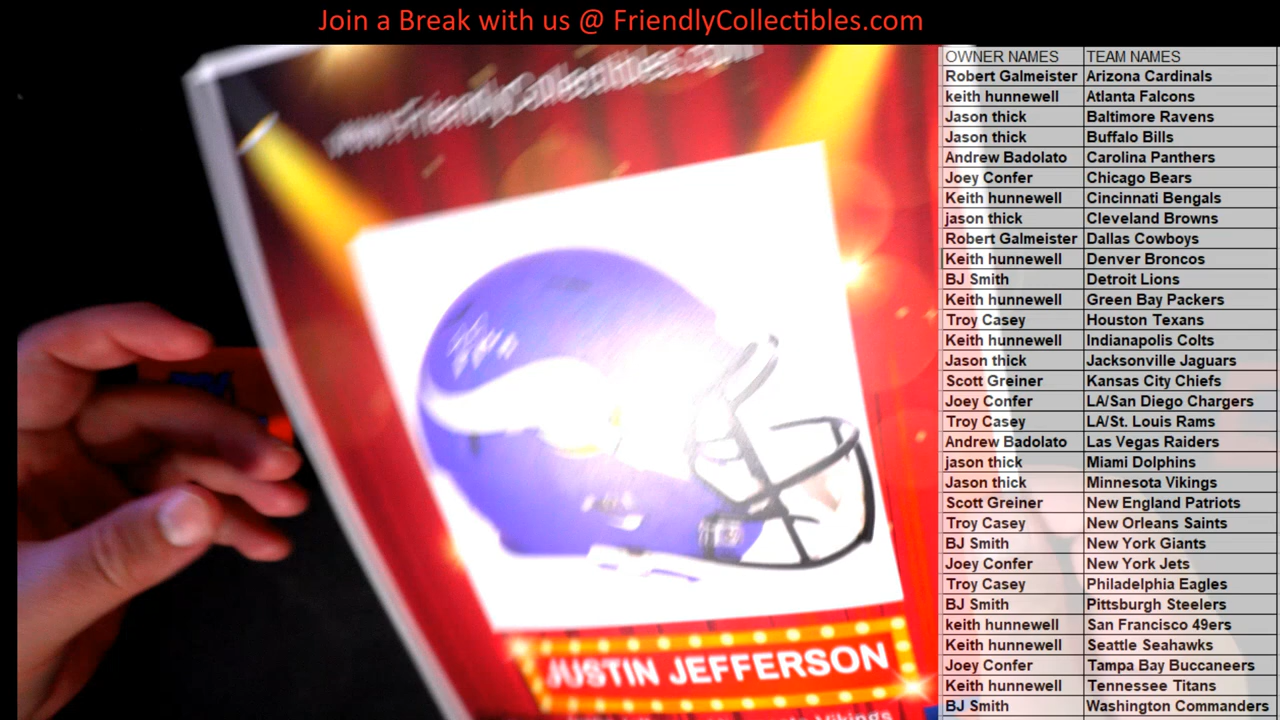 Join a Break with us @ FriendlyCollectibles.com
www.FriendlyCollectibles.com
JUSTIN JEFFERSON
Vikings
OWNER NAMES TEAM NAMES
Robert Galmeister Arizona Cardinals
keith hunnewell Atlanta Falcons
Jason thick Baltimore Ravens
Jason thick Buffalo Bills
Andrew Badolato Carolina Panthers
Joey Confer Chicago Bears
Keith hunnewell Cincinnati Bengals
jason thick Cleveland Browns
Robert Galmeister Dallas Cowboys
Keith hunnewell Denver Broncos
BJ Smith Detroit Lions
Keith hunnewell Green Bay Packers
Troy Casey Houston Texans
Keith hunnewell Indianapolis Colts
Jason thick Jacksonville Jaguars
Scott Greiner Kansas City Chiefs
Joey Confer LA/San Diego Chargers
Troy Casey LA/St. Louis Rams
Andrew Badolato Las Vegas Raiders
jason thick Miami Dolphins
Jason thick Minnesota Vikings
Scott Greiner New England Patriots
Troy Casey New Orleans Saints
BJ Smith New York Giants
Joey Confer New York Jets
Troy Casey Philadelphia Eagles
BJ Smith Pittsburgh Steelers
keith hunnewell San Francisco 49ers
Keith hunnewell Seattle Seahawks
Joey Confer Tampa Bay Buccaneers
Keith hunnewell Tennessee Titans
BJ Smith Washington Commanders